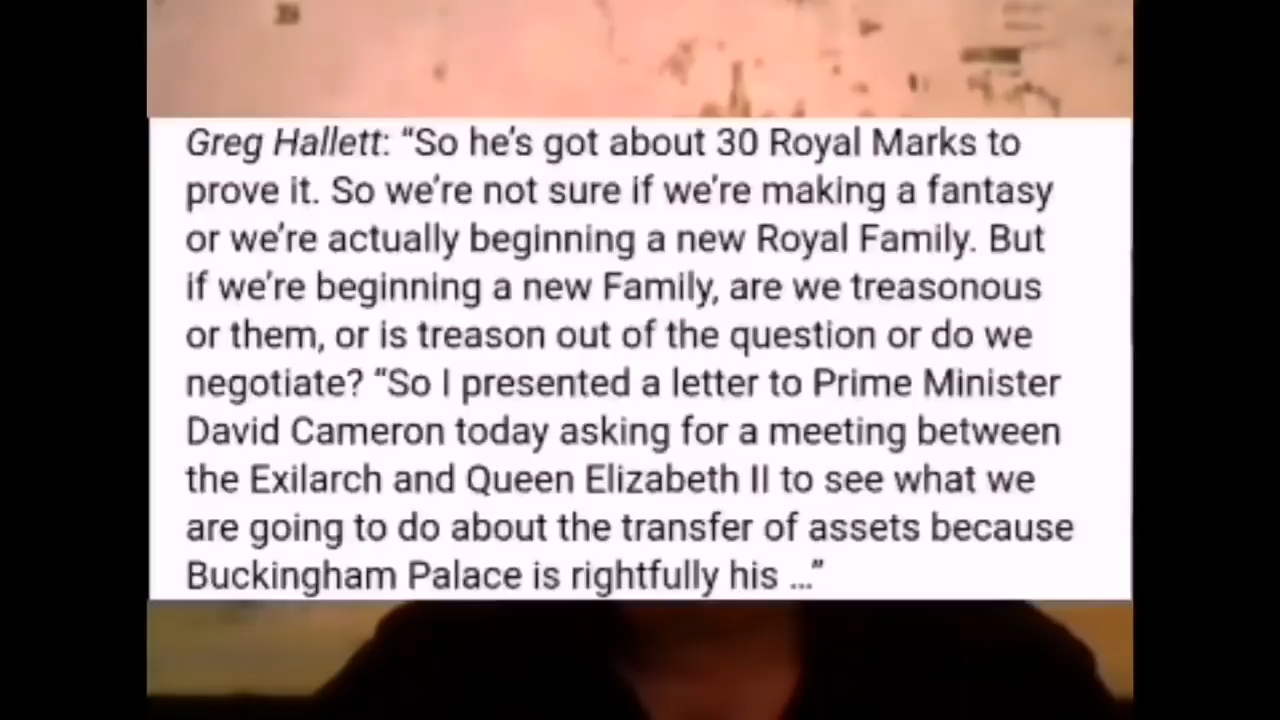 Greg Hallett: “So he’s got about 30 Royal Marks to
prove it. So we’re not sure if we’re making a fantasy
or we’re actually beginning a new Royal Family. But
if we’re beginning a new Family, are we treasonous
or them, or is treason out of the question or do we
negotiate? “So I presented a letter to Prime Minister
David Cameron today asking for a meeting between
the Exilarch and Queen Elizabeth II to see what we
are going to do about the transfer of assets because
Buckingham Palace is rightfully his ...”